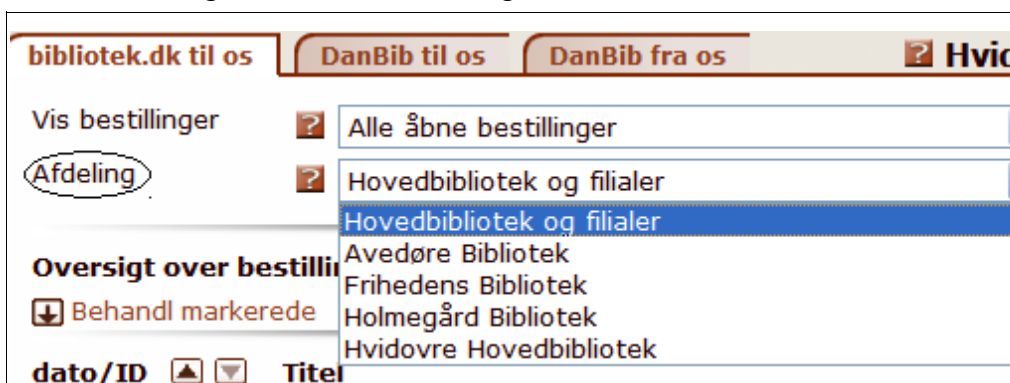 bibliotek.dk til os DanBib til os DanBib fra os ? Hvid
Vis bestillinger ? Alle åbne bestillinger
Afdeling ? Hovedbibliotek og filialer
Hovedbibliotek og filialer
Avedøre Bibliotek
Oversigt over bestillin
Frihedens Bibliotek
Behandl markerede Holmegård Bibliotek
Hvidovre Hovedbibliotek
dato/ID Titel